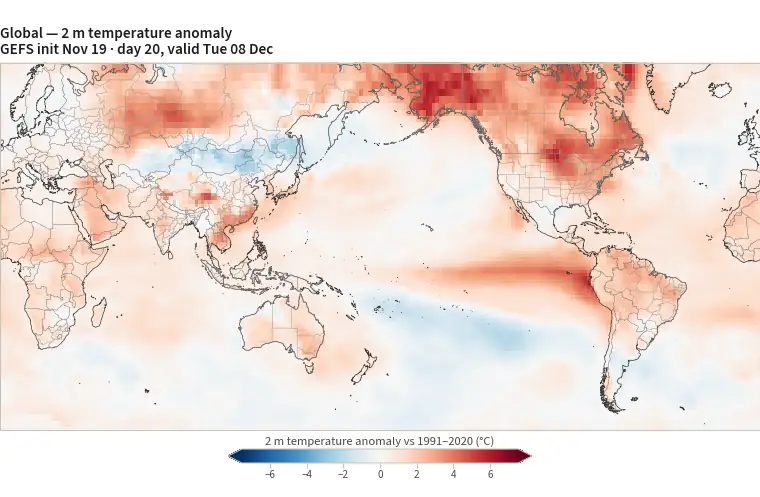 Global — 2 m temperature anomaly
GEFS init Nov 19 · day 20, valid Tue 08 Dec
2 m temperature anomaly vs 1991–2020 (°C)
−6 −4 −2 0 2 4 6